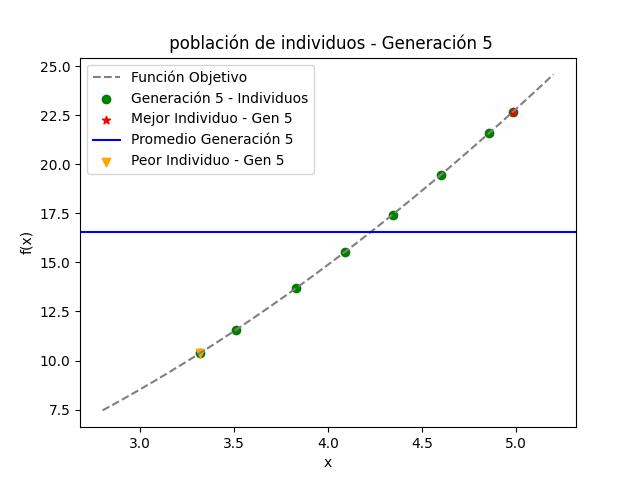 población de individuos - Generación 5
Función Objetivo
Generación 5 - Individuos
Mejor Individuo - Gen 5
Promedio Generación 5
Peor Individuo - Gen 5
25.0
22.5
20.0
17.5
15.0
12.5
10.0
7.5
f(x)
3.0 3.5 4.0 4.5 5.0
x